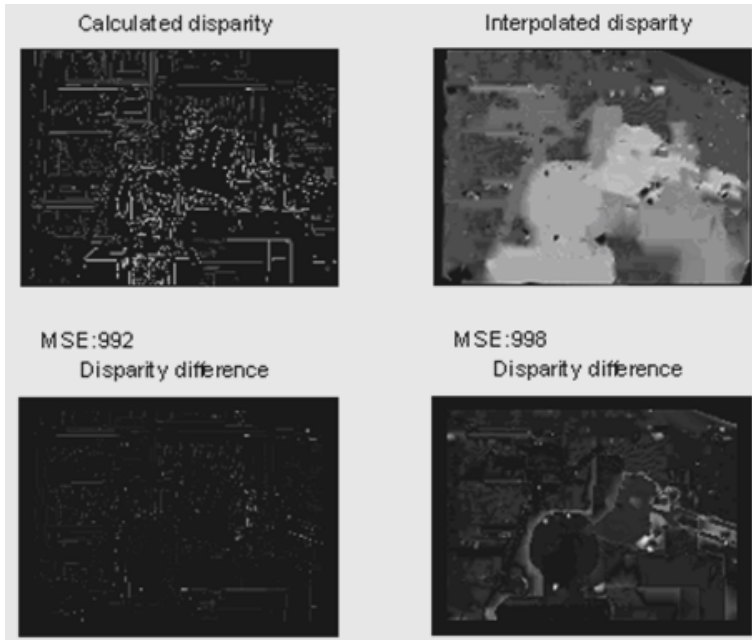 Calculated disparity
Interpolated disparity
MSE:992
Disparity difference
MSE:998
Disparity difference